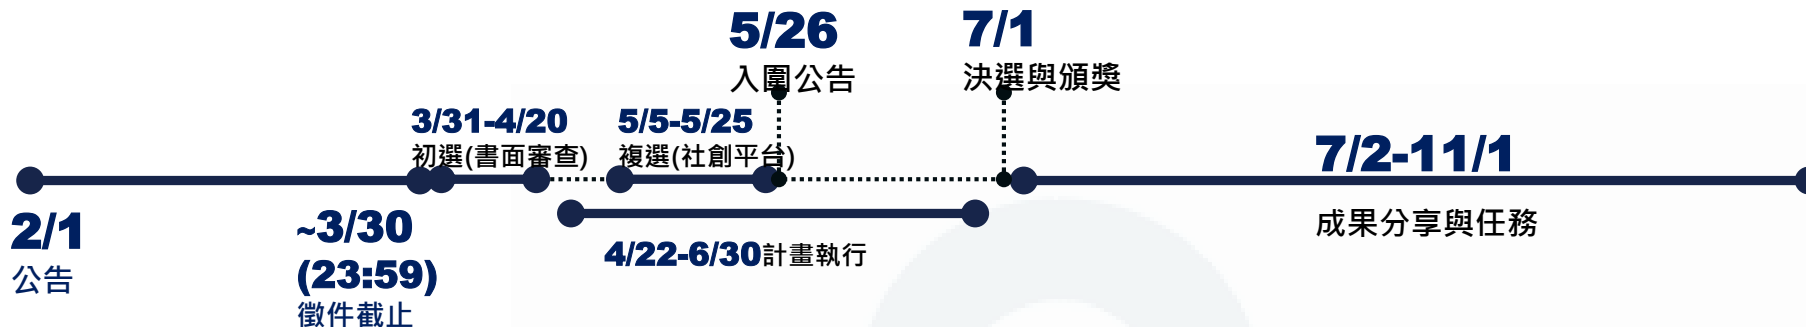 2/1
公告
~3/30
(23:59)
徵件截止
3/31-4/20
初選(書面審查)
5/5-5/25
複選(社創平台)
4/22-6/30計畫執行
5/26
入圍公告
7/1
決選與頒獎
7/2-11/1
成果分享與任務